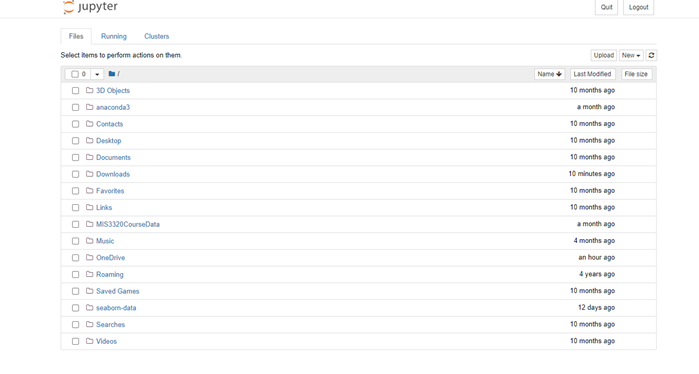 jupyter
Quit Logout
Files Running Clusters
Select items to perform actions on them.
Upload New
0 / Name Last Modified File size
3D Objects 10 months ago
anaconda3 a month ago
Contacts 10 months ago
Desktop 10 months ago
Documents 10 months ago
Downloads 10 minutes ago
Favorites 10 months ago
Links 10 months ago
MIS3320CourseData a month ago
Music 4 months ago
OneDrive an hour ago
Roaming 4 years ago
Saved Games 10 months ago
seaborn-data 12 days ago
Searches 10 months ago
Videos 10 months ago